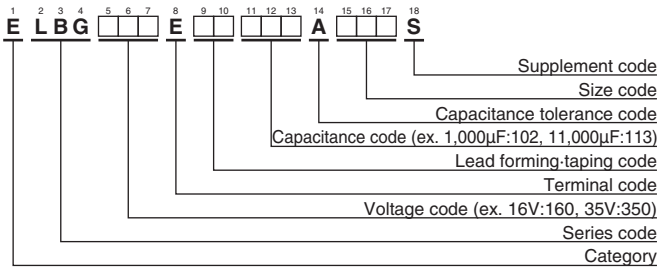 1 2 3 4 5 6 7 8 9 10 11 12 13 14 15 16 17 18
E L B G E A S
Supplement code
Size code
Capacitance tolerance code
Capacitance code (ex. 1,000µF:102, 11,000µF:113)
Lead forming·taping code
Terminal code
Voltage code (ex. 16V:160, 35V:350)
Series code
Category